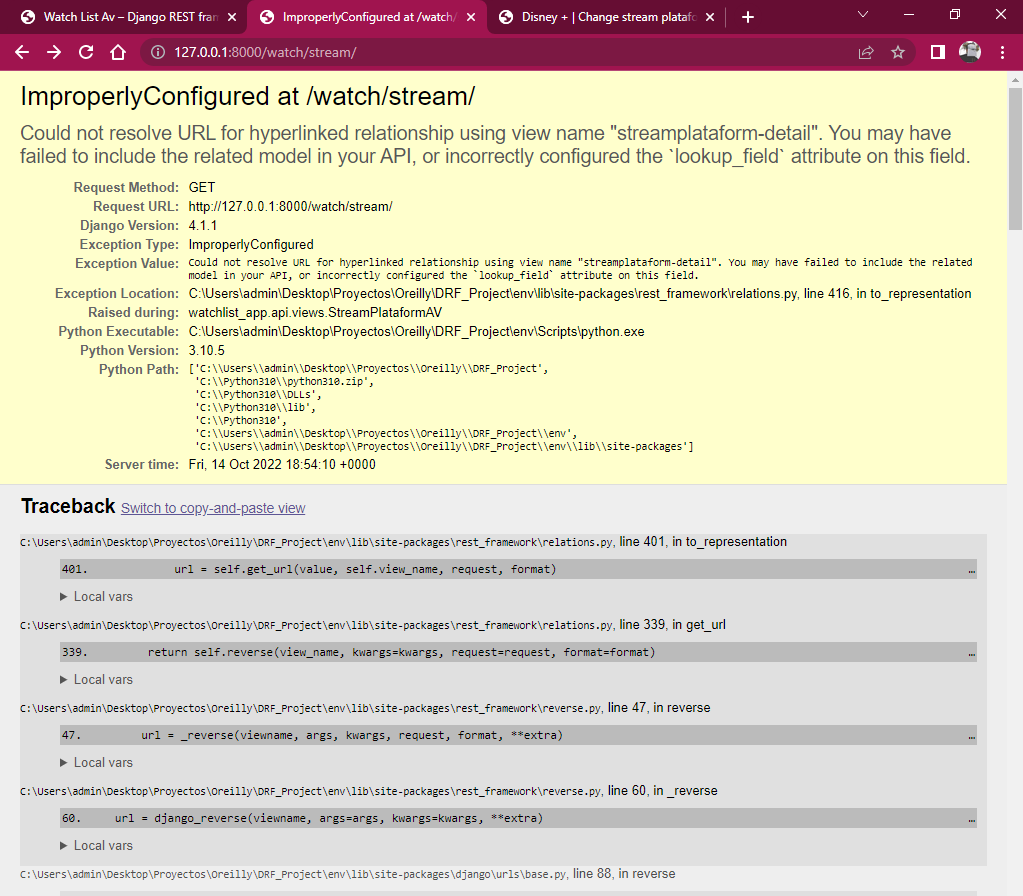 Watch List Av – Django REST fran
ImproperlyConfigured at /watch/
Disney + | Change stream plataf
127.0.0.1:8000/watch/stream/
ImproperlyConfigured at /watch/stream/
Could not resolve URL for hyperlinked relationship using view name "streamplataform-detail". You may have
failed to include the related model in your API, or incorrectly configured the `lookup_field` attribute on this field.
Request Method: GET
Request URL: http://127.0.0.1:8000/watch/stream/
Django Version: 4.1.1
Exception Type: ImproperlyConfigured
Exception Value: Could not resolve URL for hyperlinked relationship using view name "streamplataform-detail". You may have failed to include the related
model in your API, or incorrectly configured the `lookup_field` attribute on this field.
Exception Location: C:\Users\admin\Desktop\Proyectos\Oreilly\DRF_Project\env\lib\site-packages\rest_framework\relations.py, line 416, in to_representation
Raised during: watchlist_app.api.views.StreamPlataformAV
Python Executable: C:\Users\admin\Desktop\Proyectos\Oreilly\DRF_Project\env\Scripts\python.exe
Python Version: 3.10.5
Python Path: ['C:\\Users\\admin\\Desktop\\Proyectos\\Oreilly\\DRF_Project',
'C:\\Python310\\python310.zip',
'C:\\Python310\\DLLs',
'C:\\Python310\\lib',
'C:\\Python310',
'C:\\Users\\admin\\Desktop\\Proyectos\\Oreilly\\DRF_Project\\env',
'C:\\Users\\admin\\Desktop\\Proyectos\\Oreilly\\DRF_Project\\env\\lib\\site-packages']
Server time: Fri, 14 Oct 2022 18:54:10 +0000
Traceback Switch to copy-and-paste view
C:\Users\admin\Desktop\Proyectos\Oreilly\DRF_Project\env\lib\site-packages\rest_framework\relations.py, line 401, in to_representation
401. url = self.get_url(value, self.view_name, request, format) …
▶ Local vars
C:\Users\admin\Desktop\Proyectos\Oreilly\DRF_Project\env\lib\site-packages\rest_framework\relations.py, line 339, in get_url
339. return self.reverse(view_name, kwargs=kwargs, request=request, format=format) …
▶ Local vars
C:\Users\admin\Desktop\Proyectos\Oreilly\DRF_Project\env\lib\site-packages\rest_framework\reverse.py, line 47, in reverse
47. url = _reverse(viewname, args, kwargs, request, format, **extra) …
▶ Local vars
C:\Users\admin\Desktop\Proyectos\Oreilly\DRF_Project\env\lib\site-packages\rest_framework\reverse.py, line 60, in _reverse
60. url = django_reverse(viewname, args=args, kwargs=kwargs, **extra) …
▶ Local vars
C:\Users\admin\Desktop\Proyectos\Oreilly\DRF_Project\env\lib\site-packages\django\urls\base.py, line 88, in reverse